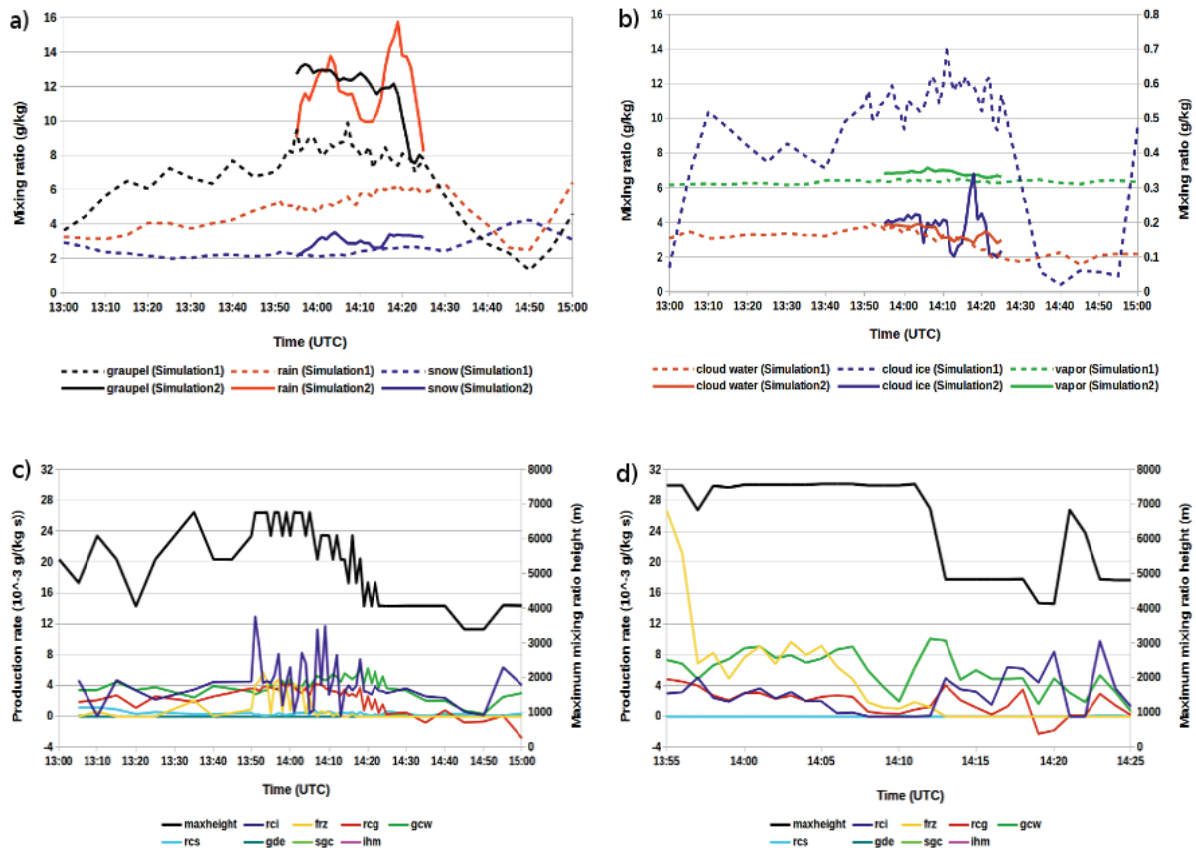 a)
Mixing ratio (g/kg)
16
14
12
10
8
6
4
2
0
13:00 13:10 13:20 13:30 13:40 13:50 14:00 14:10 14:20 14:30 14:40 14:50 15:00
Time (UTC)
graupel (Simulation1) rain (Simulation1) snow (Simulation1)
graupel (Simulation2) rain (Simulation2) snow (Simulation2)
b)
Mixing ratio (g/kg)
16
14
12
10
8
6
4
2
0
0.8
0.7
0.6
0.5
0.4
0.3
0.2
0.1
0
Mixing ratio (g/kg)
13:00 13:10 13:20 13:30 13:40 13:50 14:00 14:10 14:20 14:30 14:40 14:50 15:00
Time (UTC)
cloud water (Simulation1) cloud ice (Simulation1) vapor (Simulation1)
cloud water (Simulation2) cloud ice (Simulation2) vapor (Simulation2)
c)
Production rate (10^-3 g/(kg s))
32
28
24
20
16
12
8
4
0
-4
8000
7000
6000
5000
4000
3000
2000
1000
0
Maximum mixing ratio height (m)
13:00 13:10 13:20 13:30 13:40 13:50 14:00 14:10 14:20 14:30 14:40 14:50 15:00
Time (UTC)
maxheight rci frz rcg gcw
rcs gde sgc ihm
d)
Production rate (10^-3 g/(kg s))
32
28
24
20
16
12
8
4
0
-4
8000
7000
6000
5000
4000
3000
2000
1000
0
Maximum mixing ratio height (m)
13:55 14:00 14:05 14:10 14:15 14:20 14:25
Time (UTC)
maxheight rci frz rcg gcw
rcs gde sgc ihm